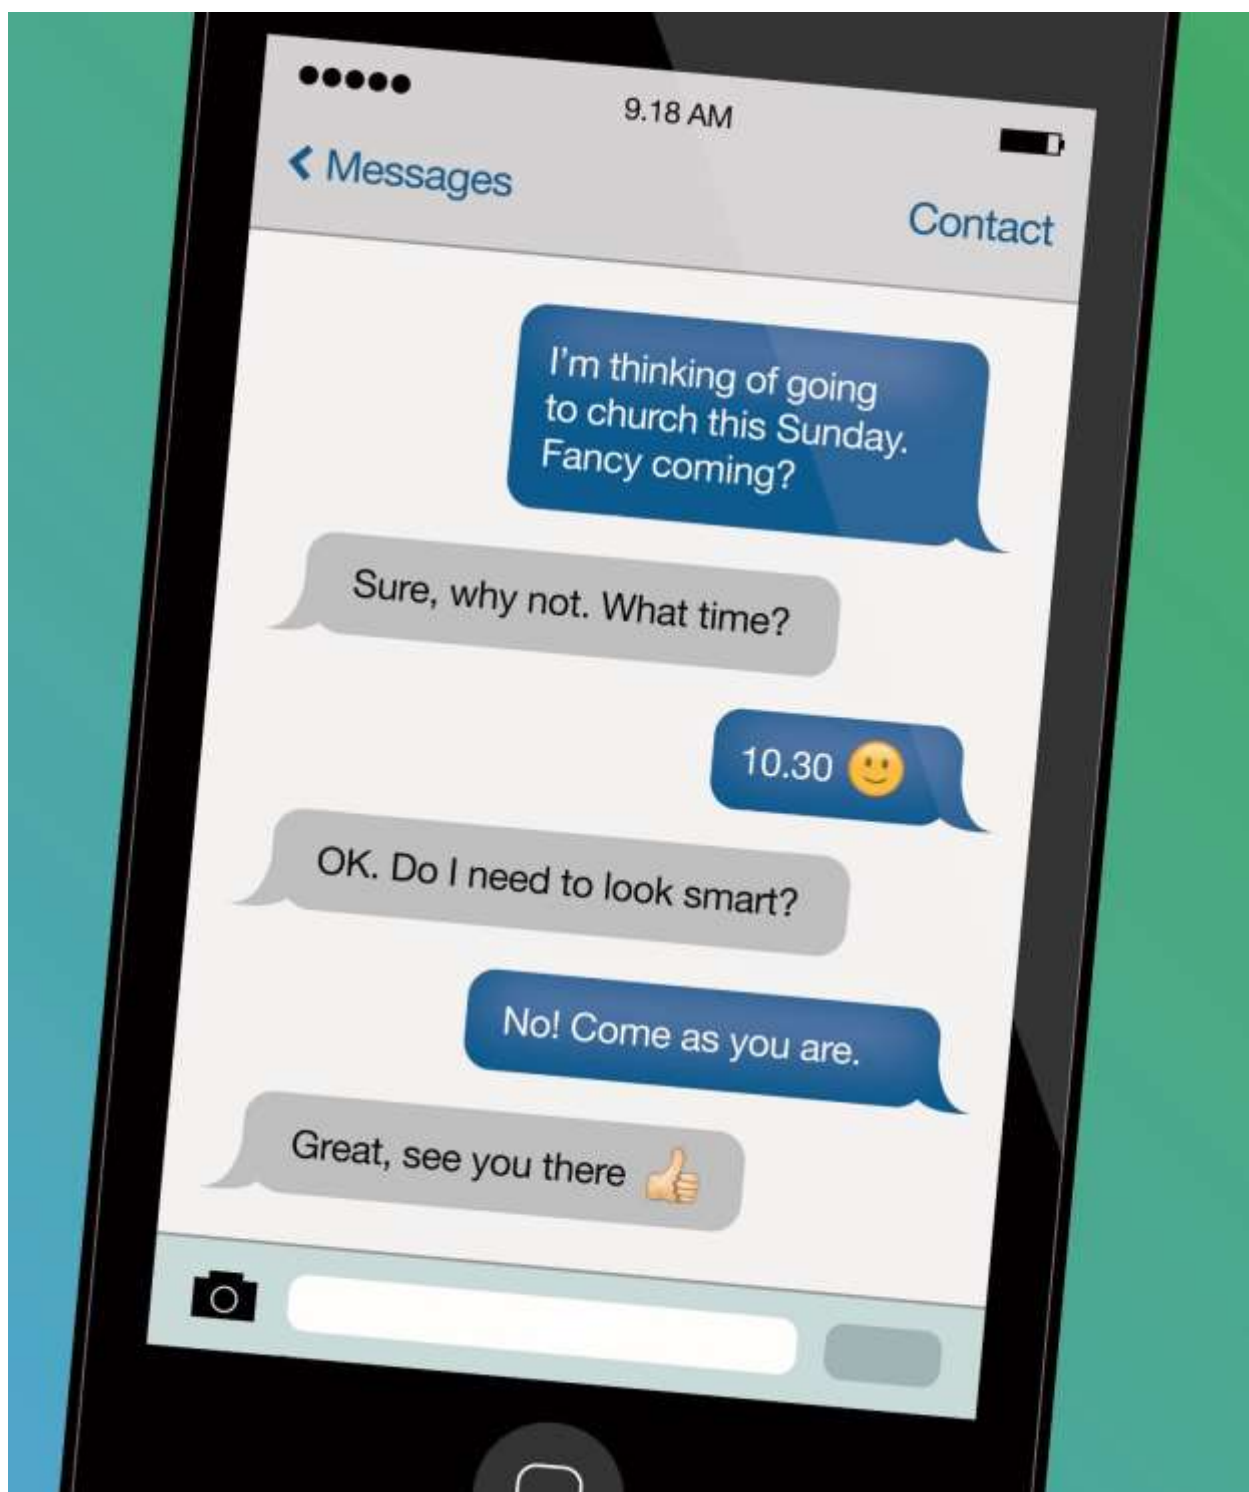 9.18 AM
Messages
Contact
I'm thinking of going
to church this Sunday.
Fancy coming?
Sure, why not. What time?
10.30 🙂
OK. Do I need to look smart?
No! Come as you are.
Great, see you there 👍🏻